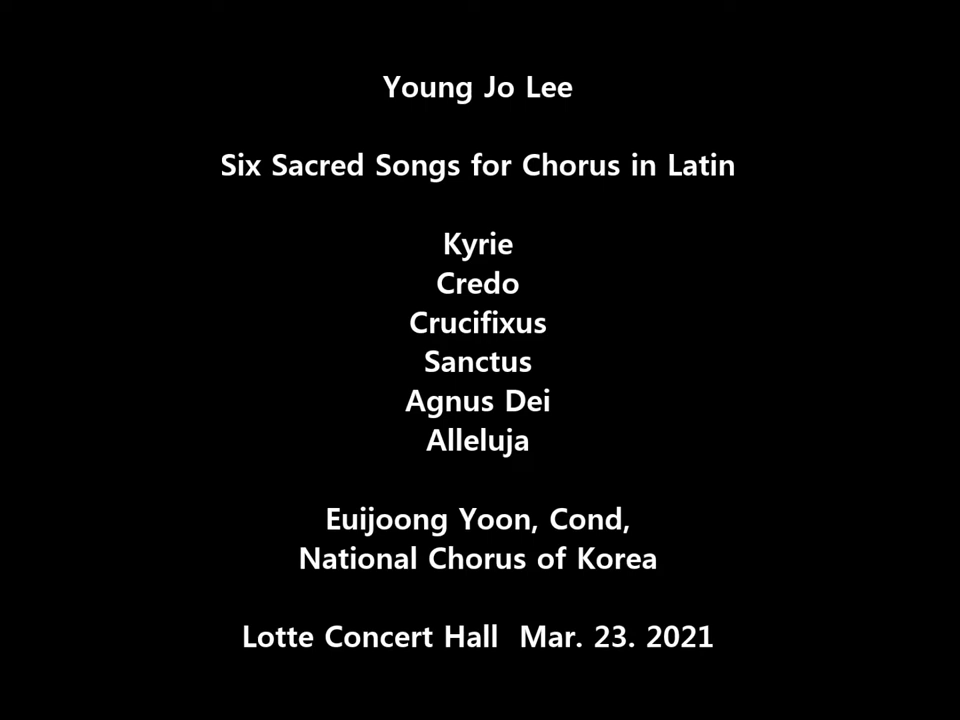 Young Jo Lee
Six Sacred Songs for Chorus in Latin
Kyrie
Credo
Crucifixus
Sanctus
Agnus Dei
Alleluja
Euijoong Yoon, Cond,
National Chorus of Korea
Lotte Concert Hall  Mar. 23. 2021